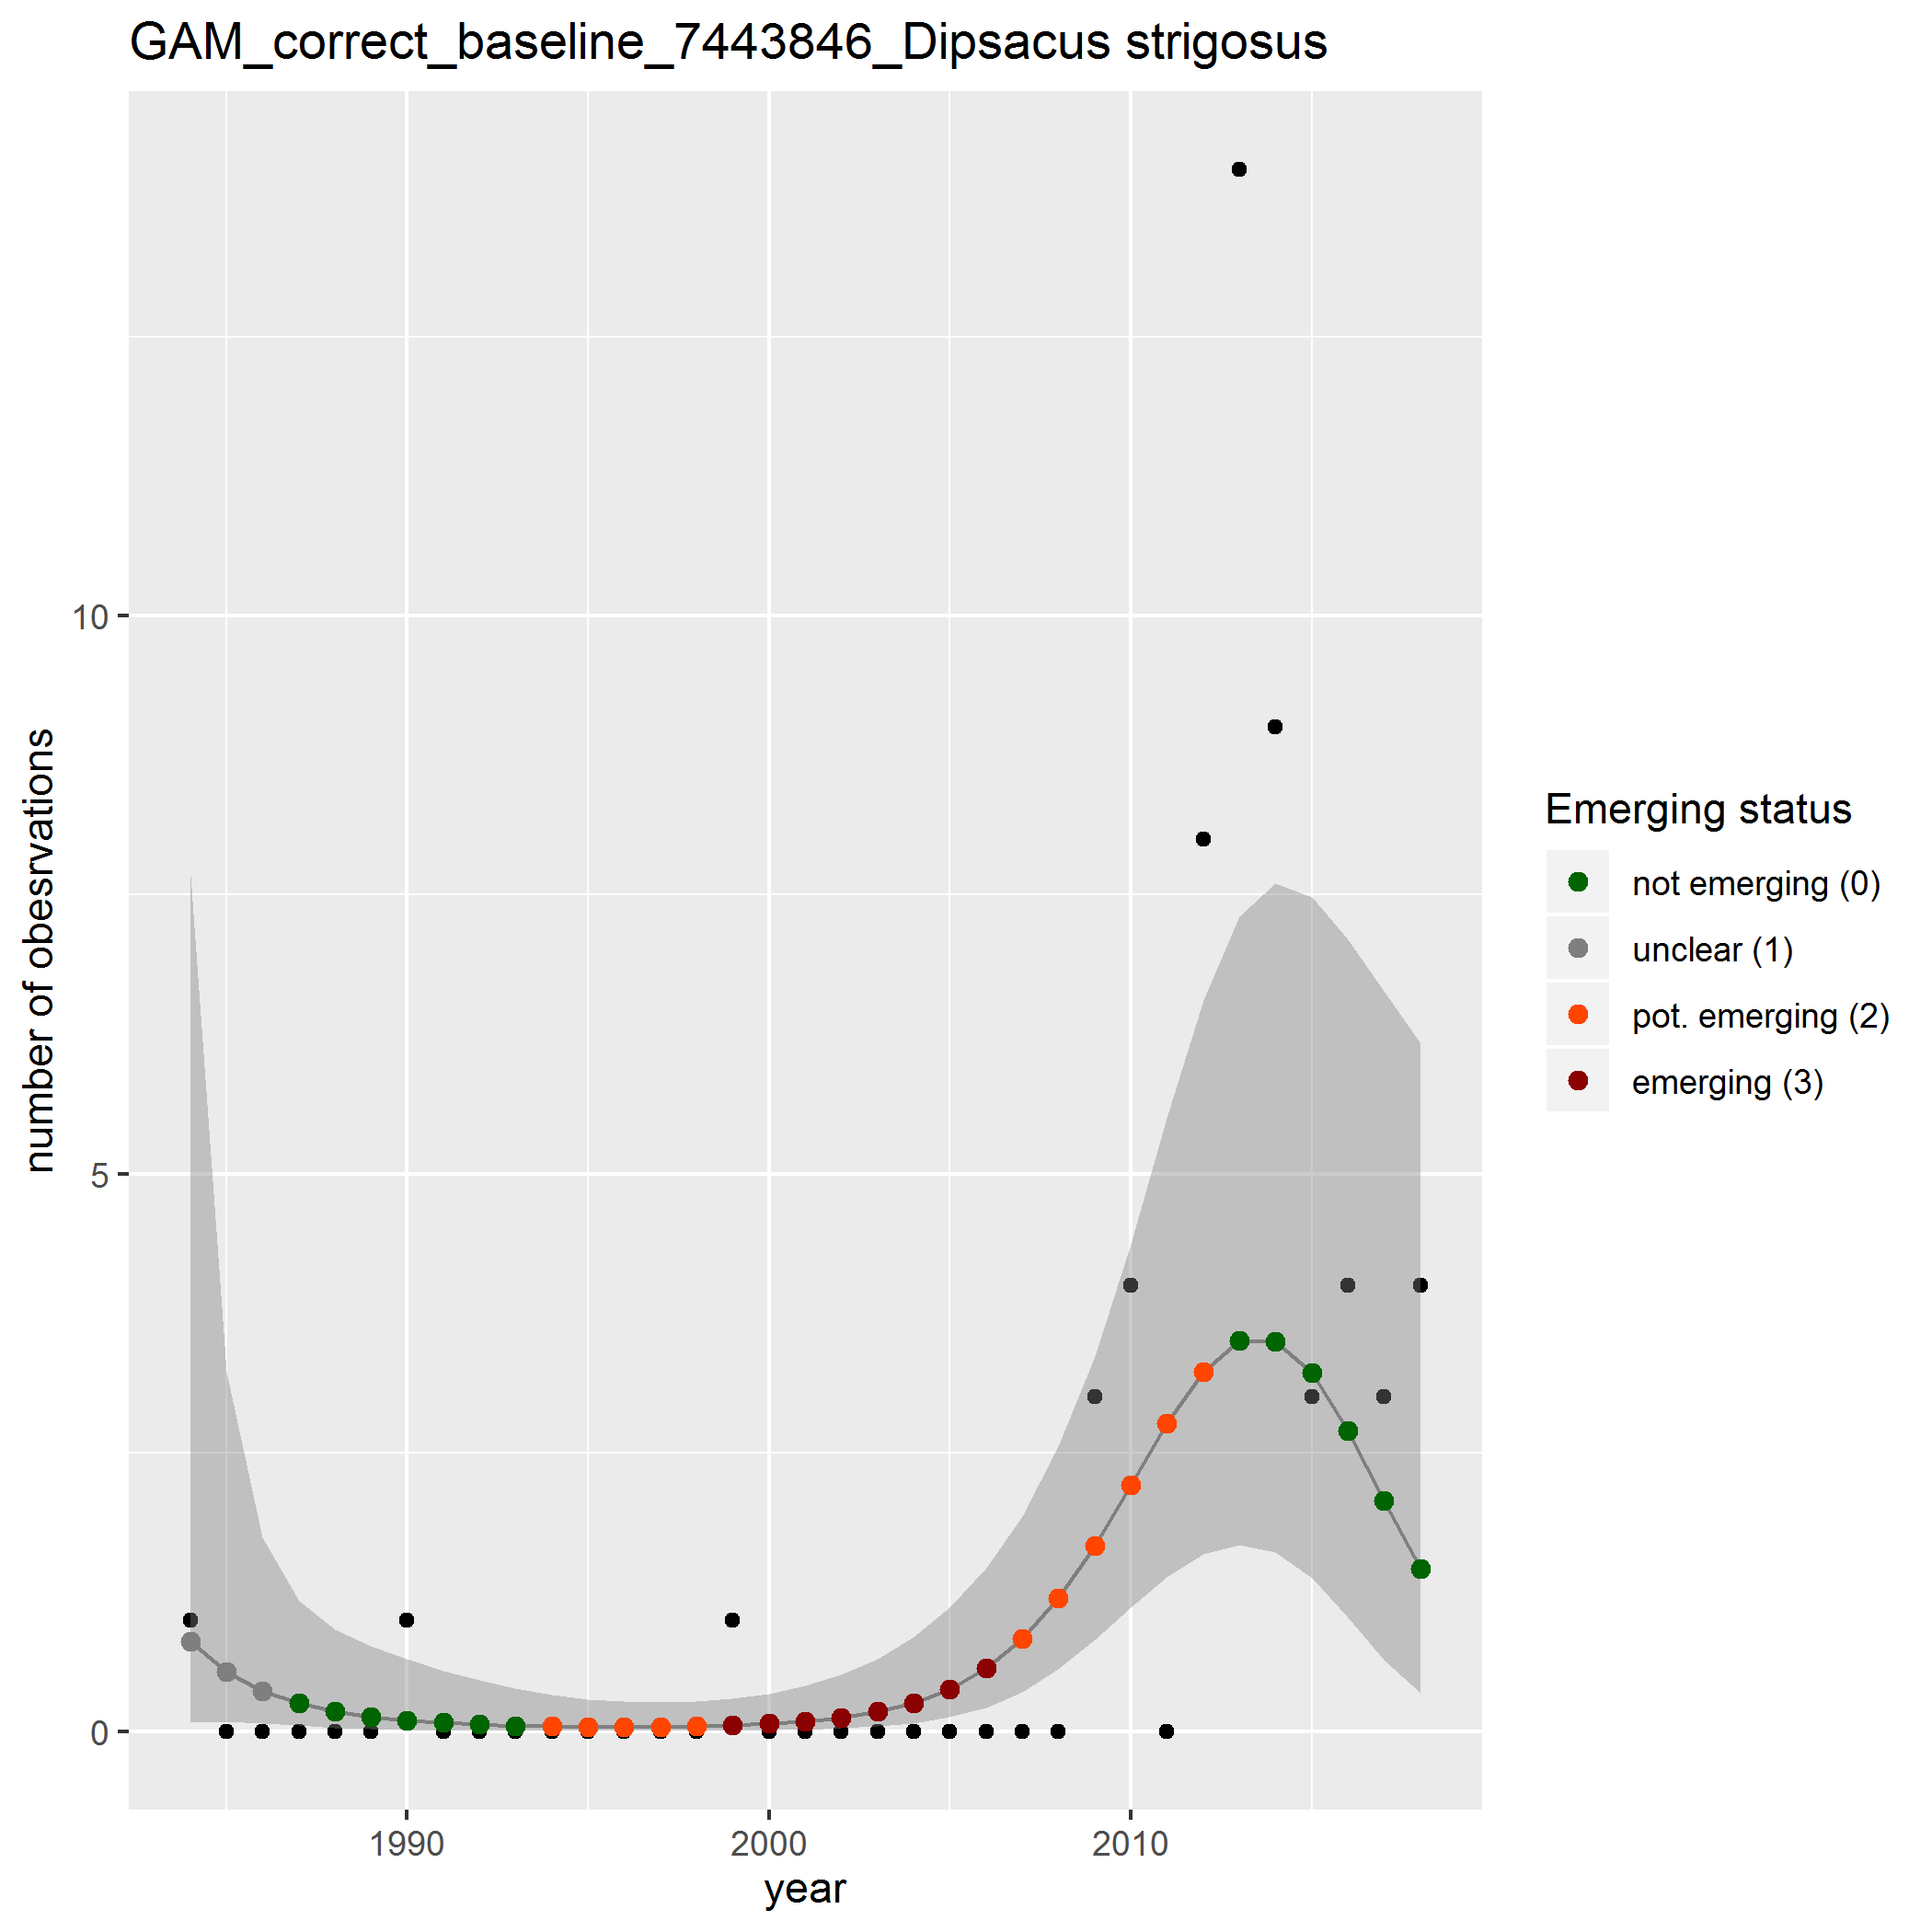 GAM_correct_baseline_7443846_Dipsacus strigosus
number of obesrvations
10
5
0
1990
2000
2010
year
Emerging status
not emerging (0)
unclear (1)
pot. emerging (2)
emerging (3)